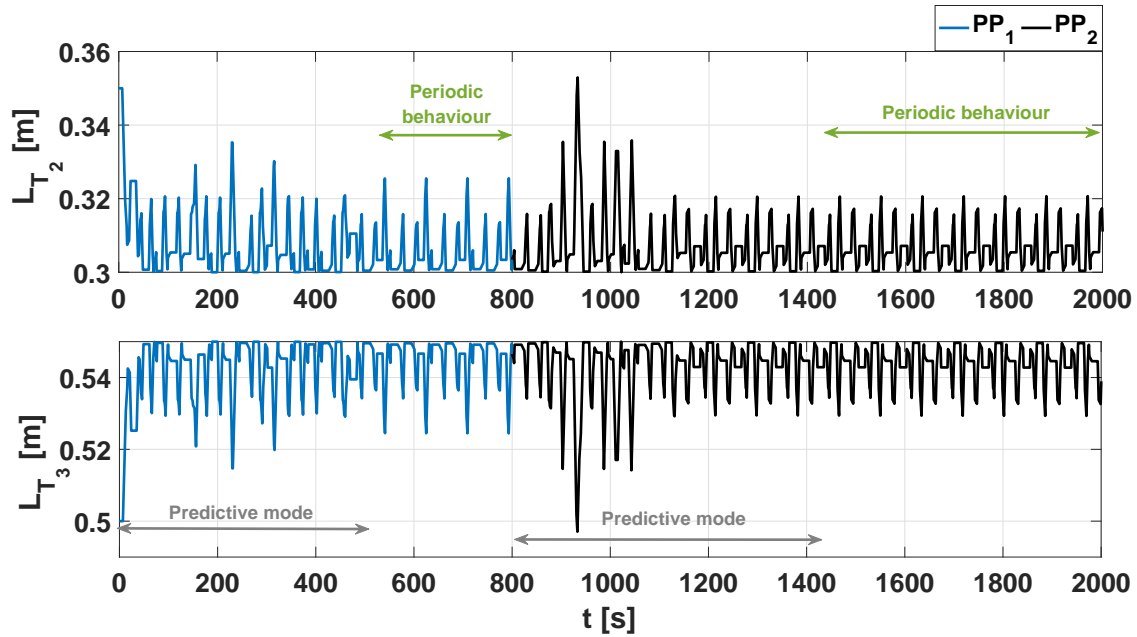 PP1 PP2
0.36
0.34
0.32
0.3
L_T_2 [m]
Periodic
behaviour
Periodic behaviour
0 200 400 600 800 1000 1200 1400 1600 1800 2000
0.54
0.52
0.5
L_T_3 [m]
Predictive mode
Predictive mode
0 200 400 600 800 1000 1200 1400 1600 1800 2000
t [s]